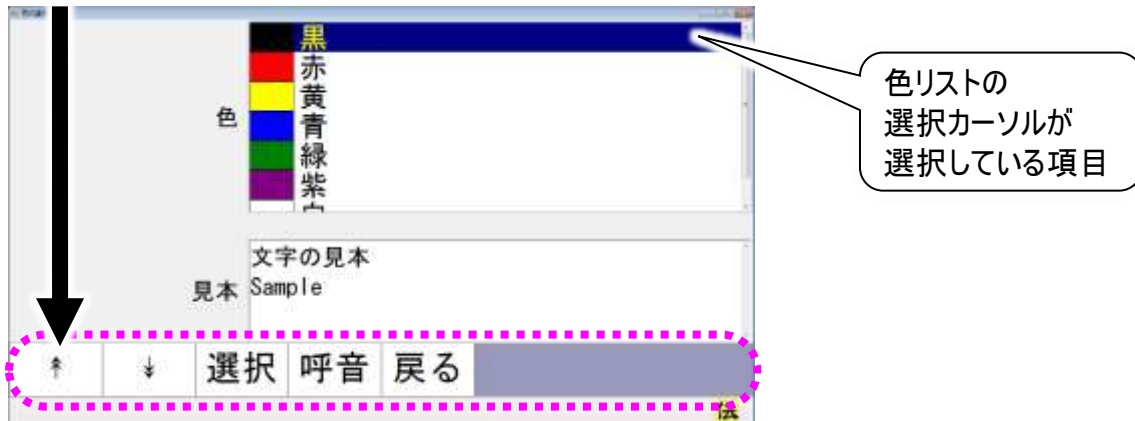 黒
赤
黄
色
青
緑
紫
文字の見本
見本 Sample
↟ ↡ 選択 呼音 戻る
伝
色リストの
選択カーソルが
選択している項目